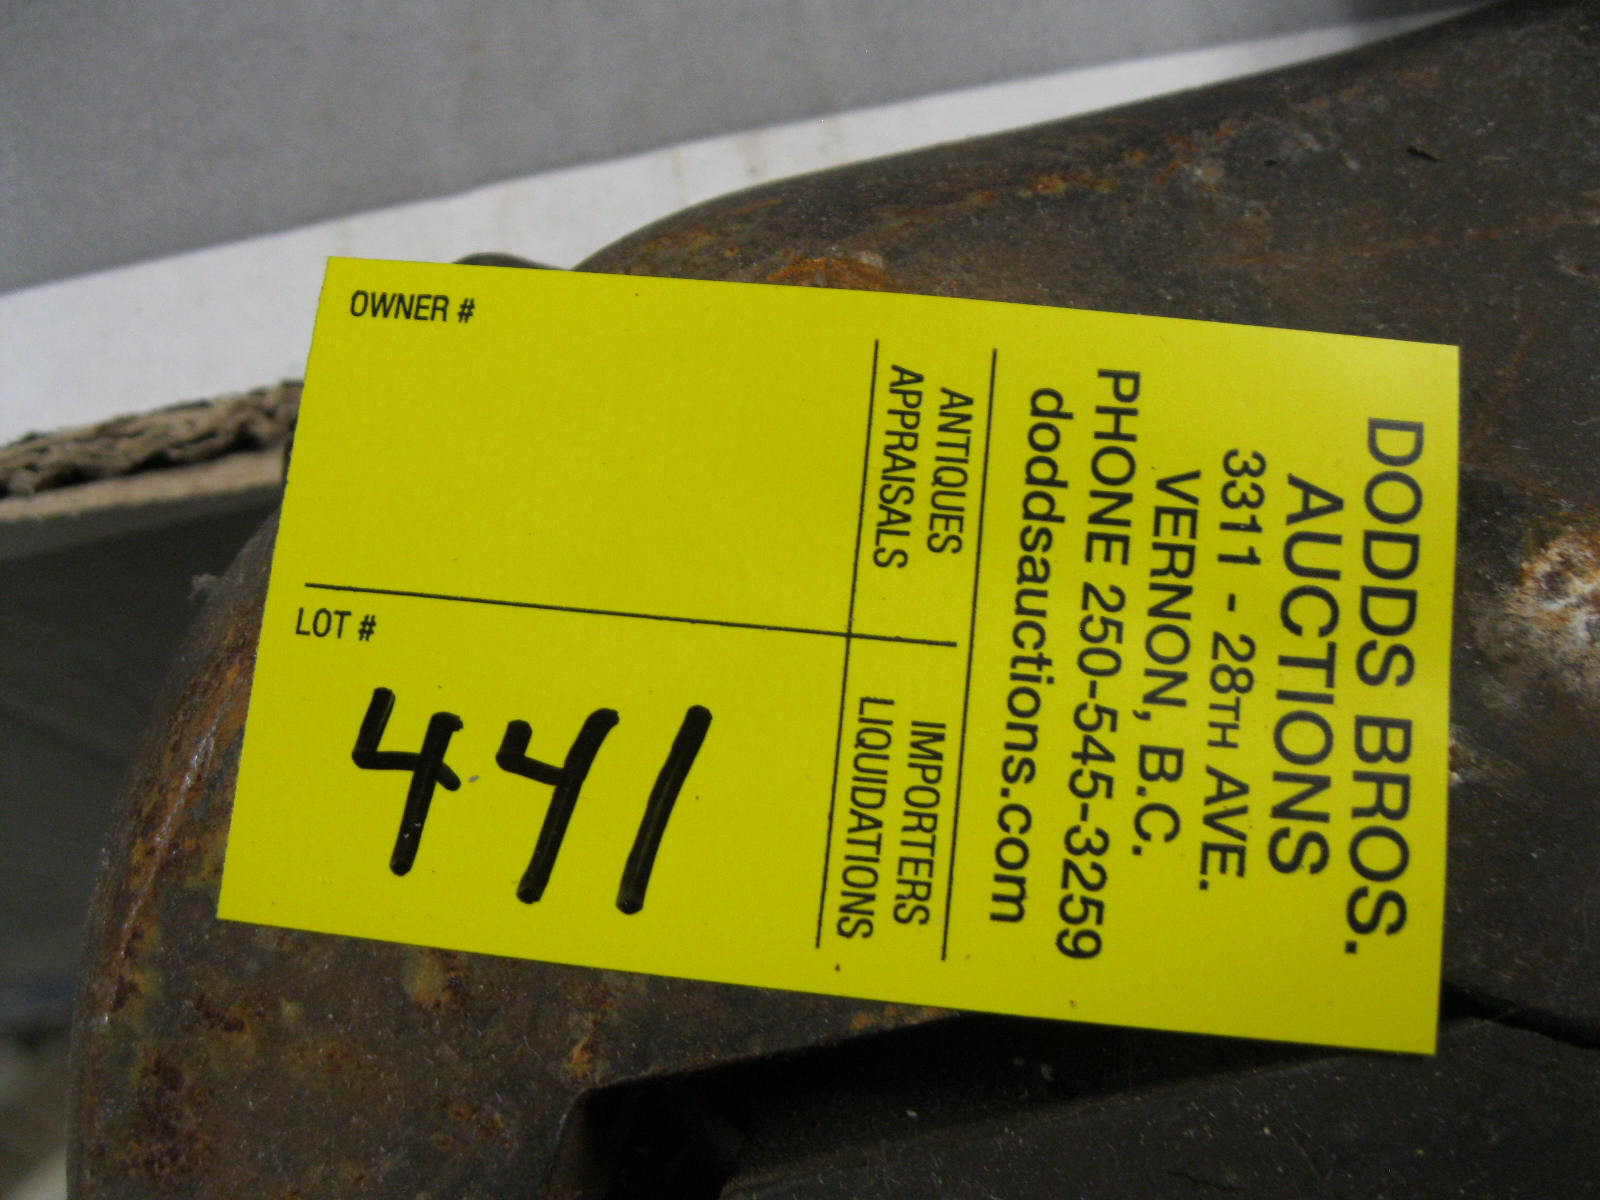 DODDS BROS.
AUCTIONS
3311 - 28TH AVE.
VERNON, B.C.
PHONE 250-545-3259
doddsauctions.com
ANTIQUES
APPRAISALS
IMPORTERS
LIQUIDATIONS
OWNER #
LOT #
441